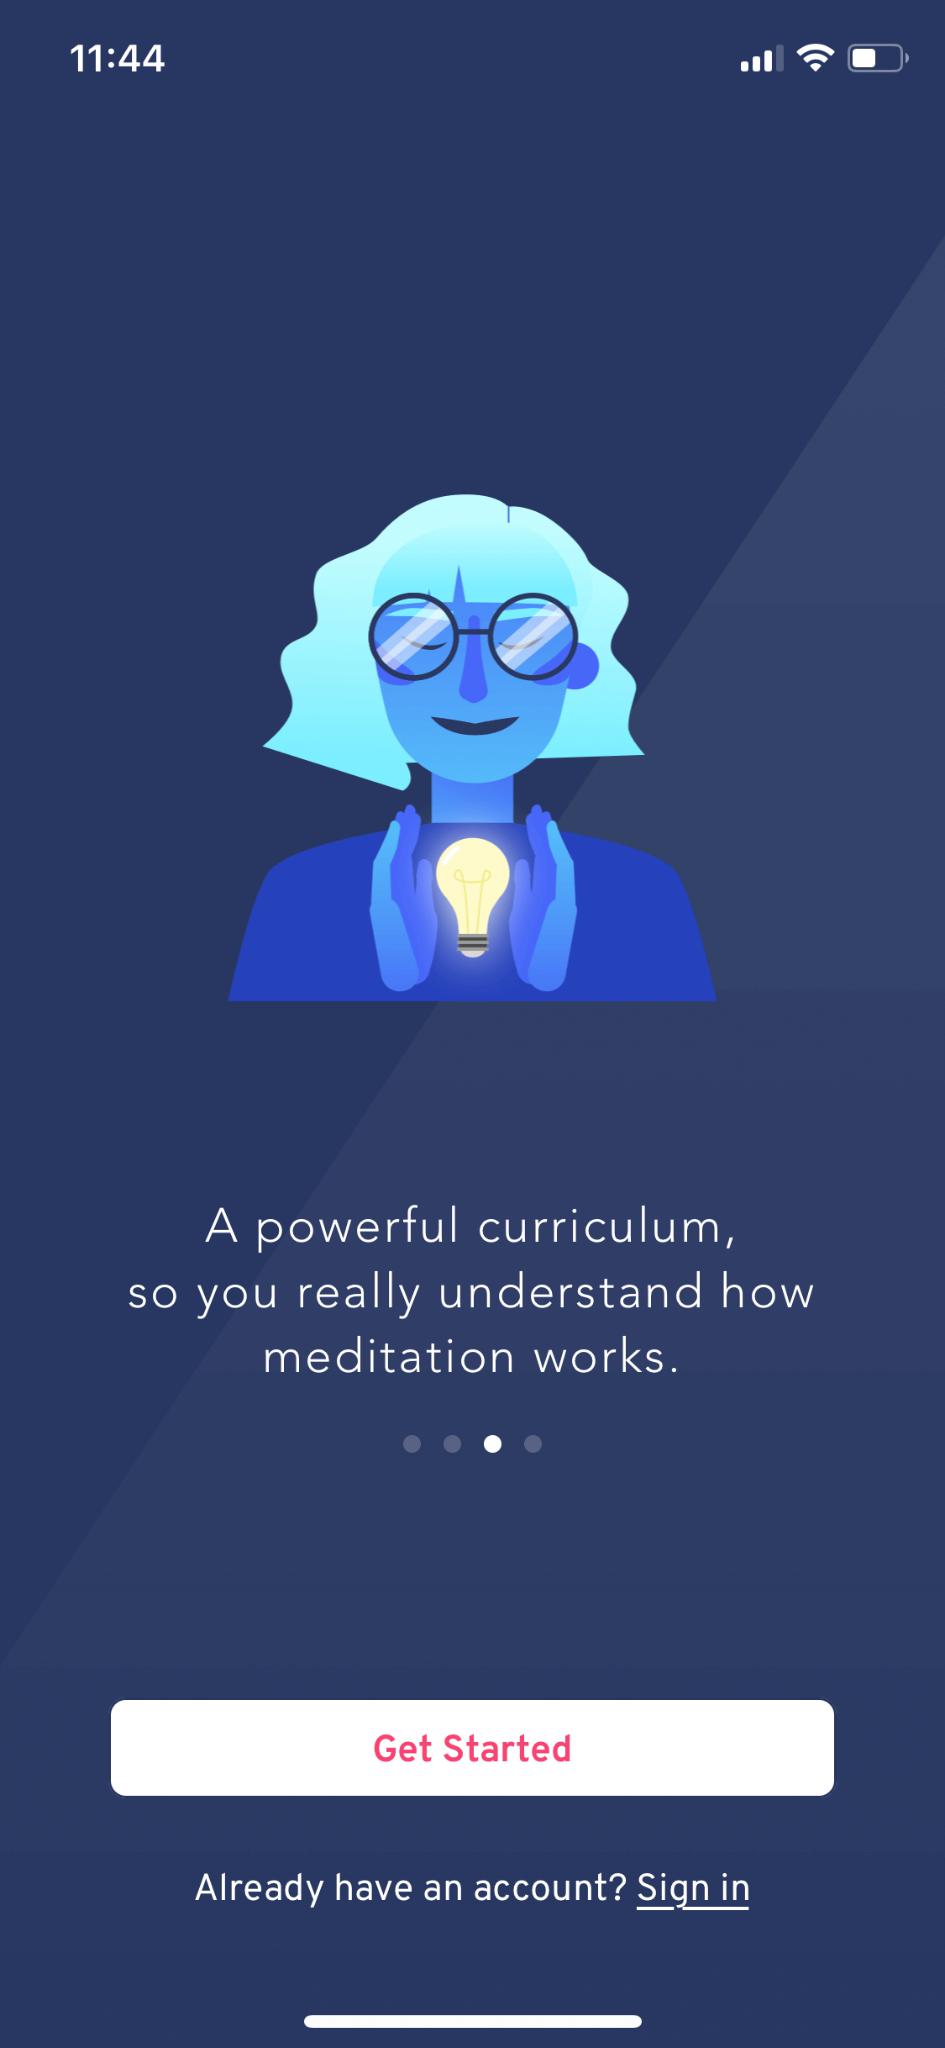 11:44
A powerful curriculum,
so you really understand how
meditation works.
Get Started
Already have an account? Sign in